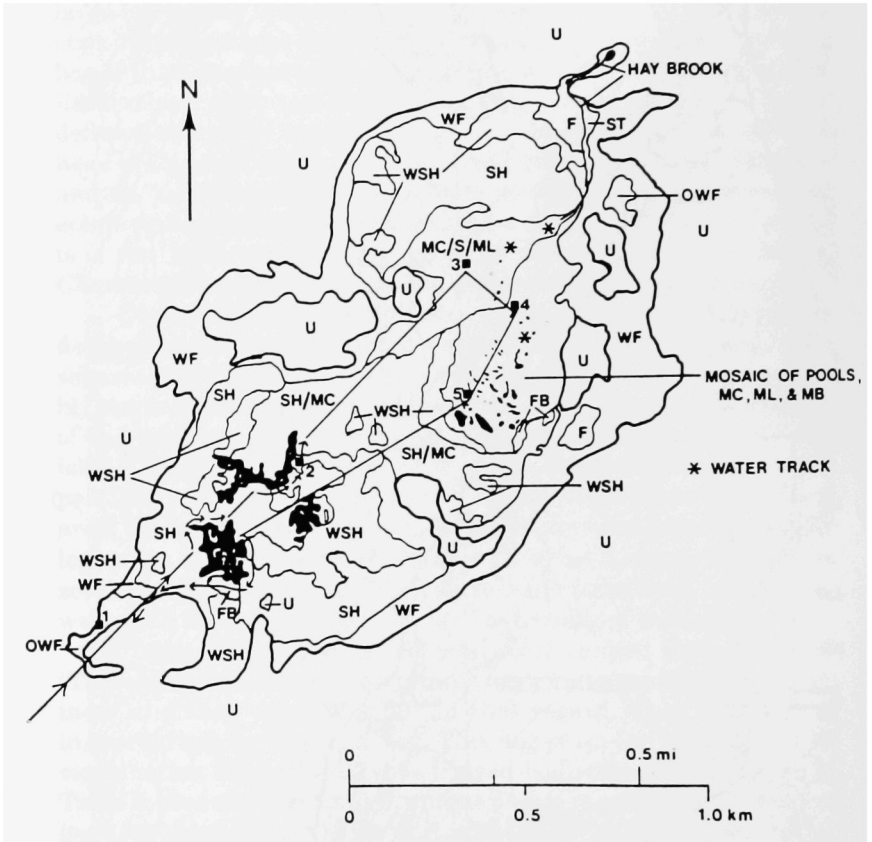 U
HAY BROOK
N
WF
F
ST
U
WSH
SH
OWF
U
MC/S/ML
*
*
3
U
U
4
U
*
WF
WF
U
MOSAIC OF POOLS,
MC, ML, & MB
SH
SH/MC
5
FB
WSH
F
U
SH/MC
* WATER TRACK
WSH
2
WSH
SH
WSH
U
U
WSH
WF
FB
U
SH
WF
1
OWF
WSH
U
0
0.5 mi
0
0.5
1.0 km